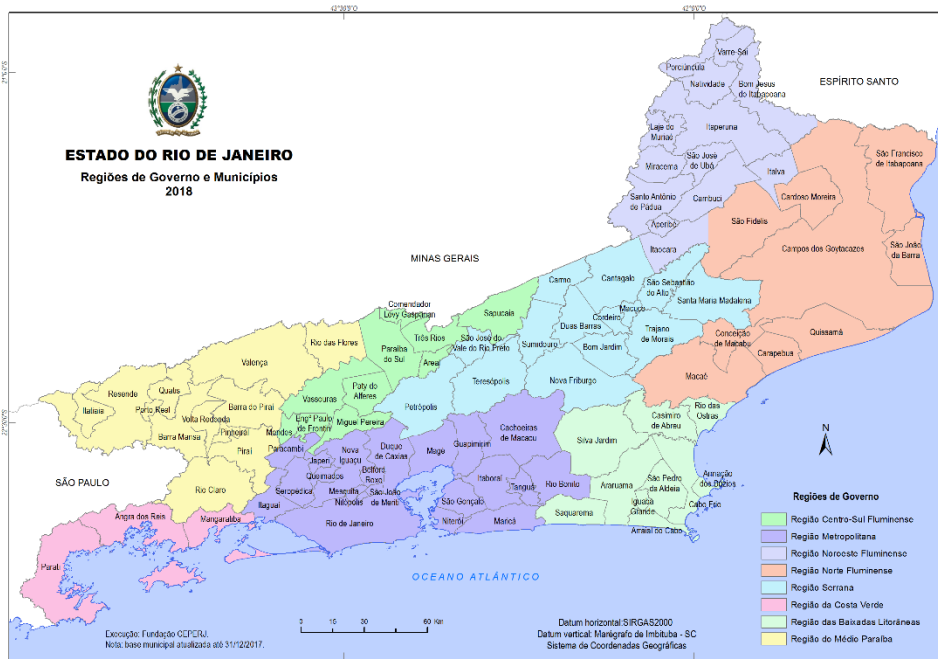 42°38'0"O
42°0'0"O
ESTADO DO RIO DE JANEIRO
Regiões de Governo e Municípios
2018
ESPÍRITO SANTO
MINAS GERAIS
SÃO PAULO
OCEANO ATLÂNTICO
Varre-Sai
Porciúncula
Natividade
Bom Jesus
do Itabapoana
Laje do
Muriaé
Itaperuna
Miracema
São José
de Ubá
Italva
Santo Antônio
de Pádua
Cambuci
Aperibé
Itaocara
São Francisco
de Itabapoana
Cardoso Moreira
São Fidelis
Campos dos Goytacazes
São João
da Barra
Quissamã
Conceição
de Macabu
Carapebus
Macaé
Carmo
Cantagalo
São Sebastião
do Alto
Santa Maria Madalena
Macuco
Cordeiro
Duas Barras
Trajano
de Morais
Sumidouro
Bom Jardim
Nova Friburgo
Teresópolis
Petrópolis
Comendador
Levy Gasparian
Sapucaia
Três Rios
Paraíba
do Sul
São José do
Vale do Rio Preto
Areal
Paty do
Alferes
Vassouras
Engº Paulo
de Frontin
Miguel Pereira
Mendes
Rio das Flores
Valença
Resende
Quatis
Itatiaia
Porto Real
Volta Redonda
Barra do Piraí
Barra Mansa
Pinheiral
Piraí
Rio Claro
Paracambi
Japeri
Nova
Iguaçu
Duque
de Caxias
Queimados
Belford
Roxo
Seropédica
Mesquita
Nilópolis
São João
de Meriti
Itaguaí
Rio de Janeiro
Magé
Guapimirim
Cachoeiras
de Macacu
Itaboraí
Tanguá
Rio Bonito
São Gonçalo
Niterói
Maricá
Silva Jardim
Casimiro
de Abreu
Rio das
Ostras
Araruama
São Pedro
da Aldeia
Armação
dos Búzios
Iguaba
Grande
Cabo Frio
Saquarema
Arraial do Cabo
Angra dos Reis
Mangaratiba
Parati
N
Regiões de Governo
Região Centro-Sul Fluminense
Região Metropolitana
Região Noroeste Fluminense
Região Norte Fluminense
Região Serrana
Região da Costa Verde
Região das Baixadas Litorâneas
Região do Médio Paraíba
Execução: Fundação CEPERJ.
Nota: base municipal atualizada até 31/12/2017.
0 15 30 60 Km
Datum horizontal:SIRGAS2000
Datum vertical: Marégrafo de Imbituba - SC
Sistema de Coordenadas Geográficas